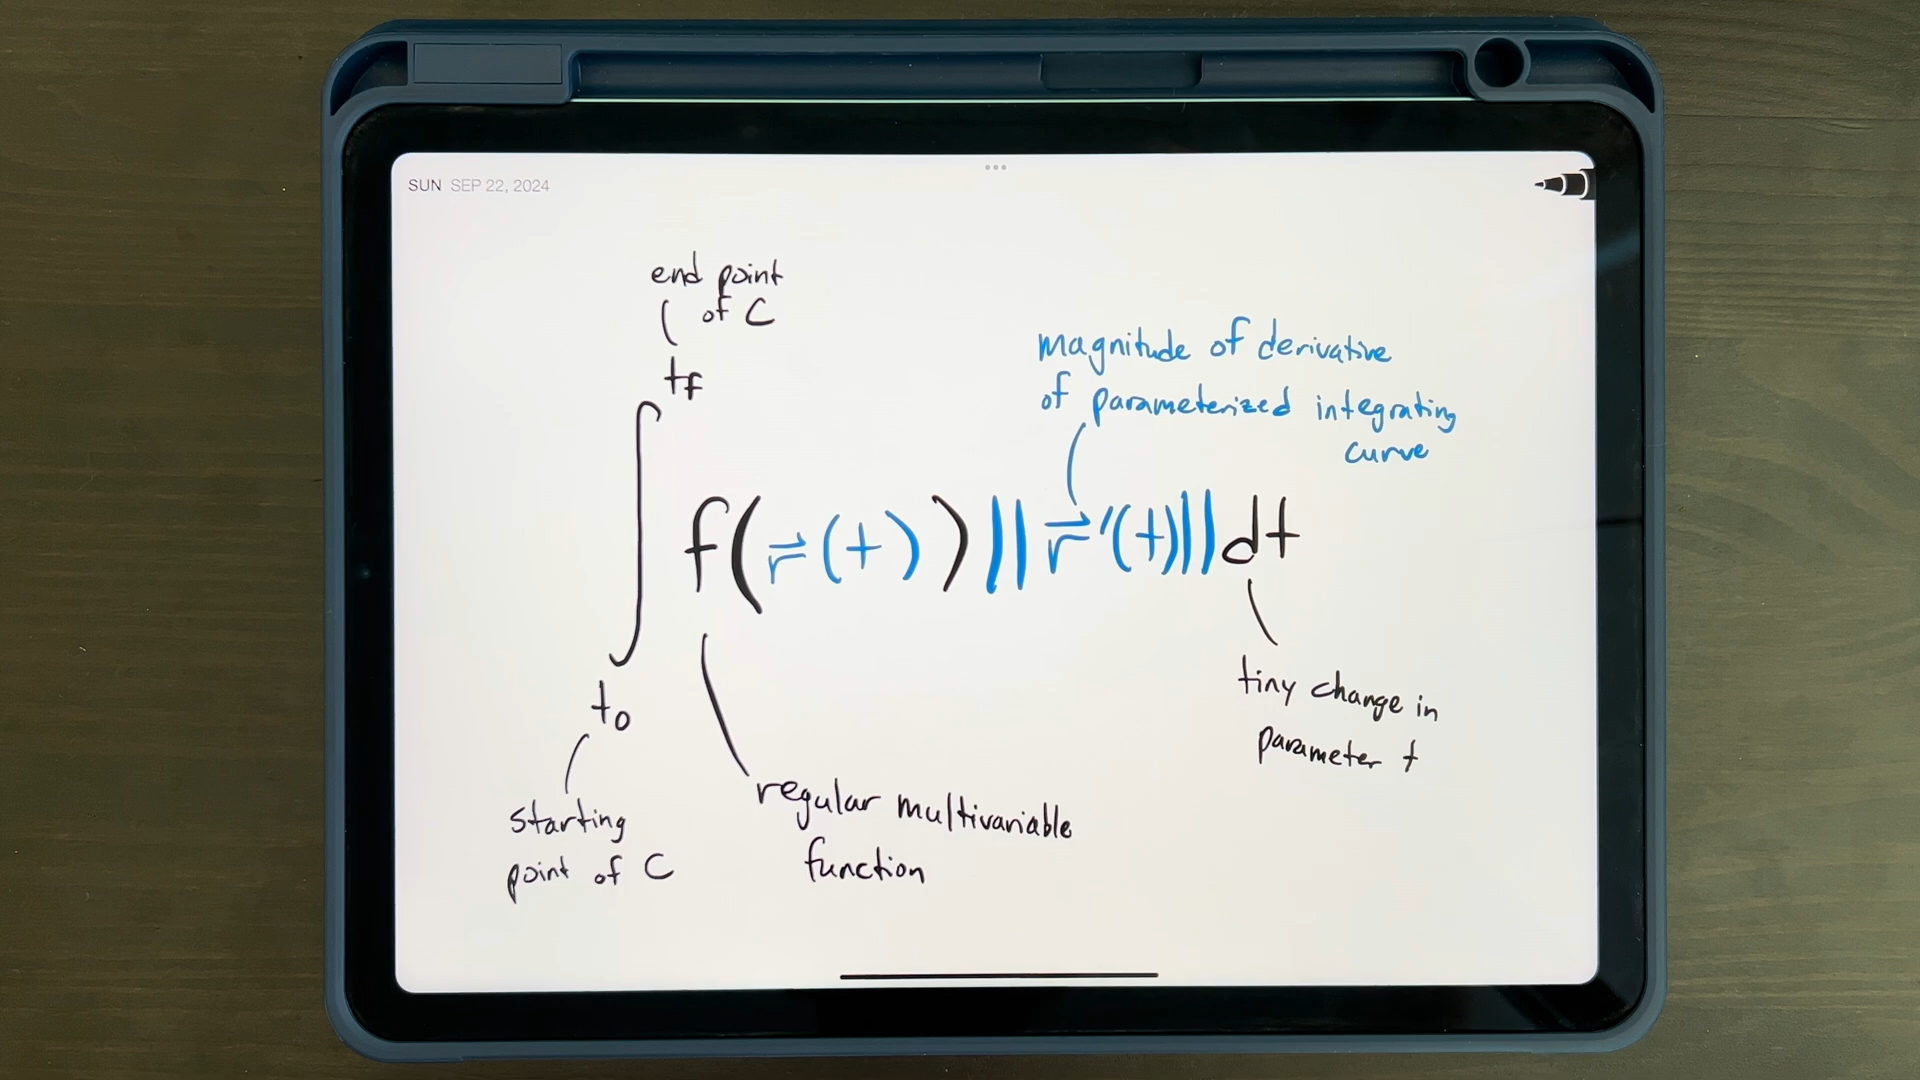 SUN SEP 22, 2024
end point
of C
tf
magnitude of derivative
of parameterized integrating
curve
∫ f(r⃗(t))||r⃗'(t)||dt
t0
tiny change in
parameter t
starting
point of C
regular multivariable
function